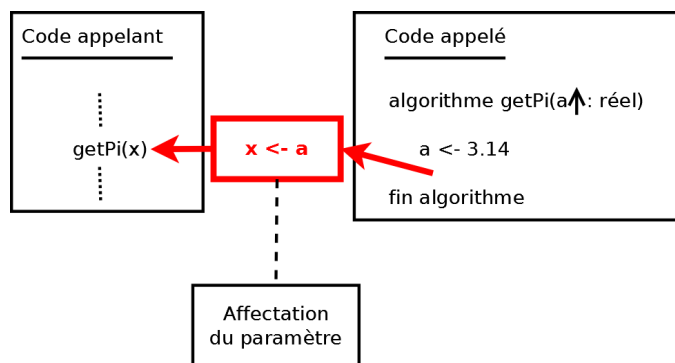 Code appelant
getPi(x)
x <- a
Code appelé
algorithme getPi(a↑: réel)
a <- 3.14
fin algorithme
Affectation
du paramètre